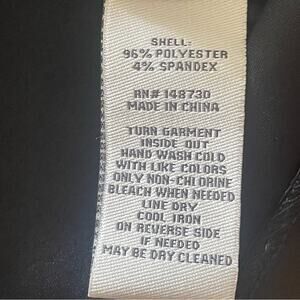 SHELL:
96% POLYESTER
4% SPANDEX
RN# 148730
MADE IN CHINA
TURN GARMENT
INSIDE OUT
HAND WASH COLD
WITH LIKE COLORS
ONLY NON-CHLORINE
BLEACH WHEN NEEDED
LINE DRY
COOL IRON
ON REVERSE SIDE
IF NEEDED
MAY BE DRY CLEANED